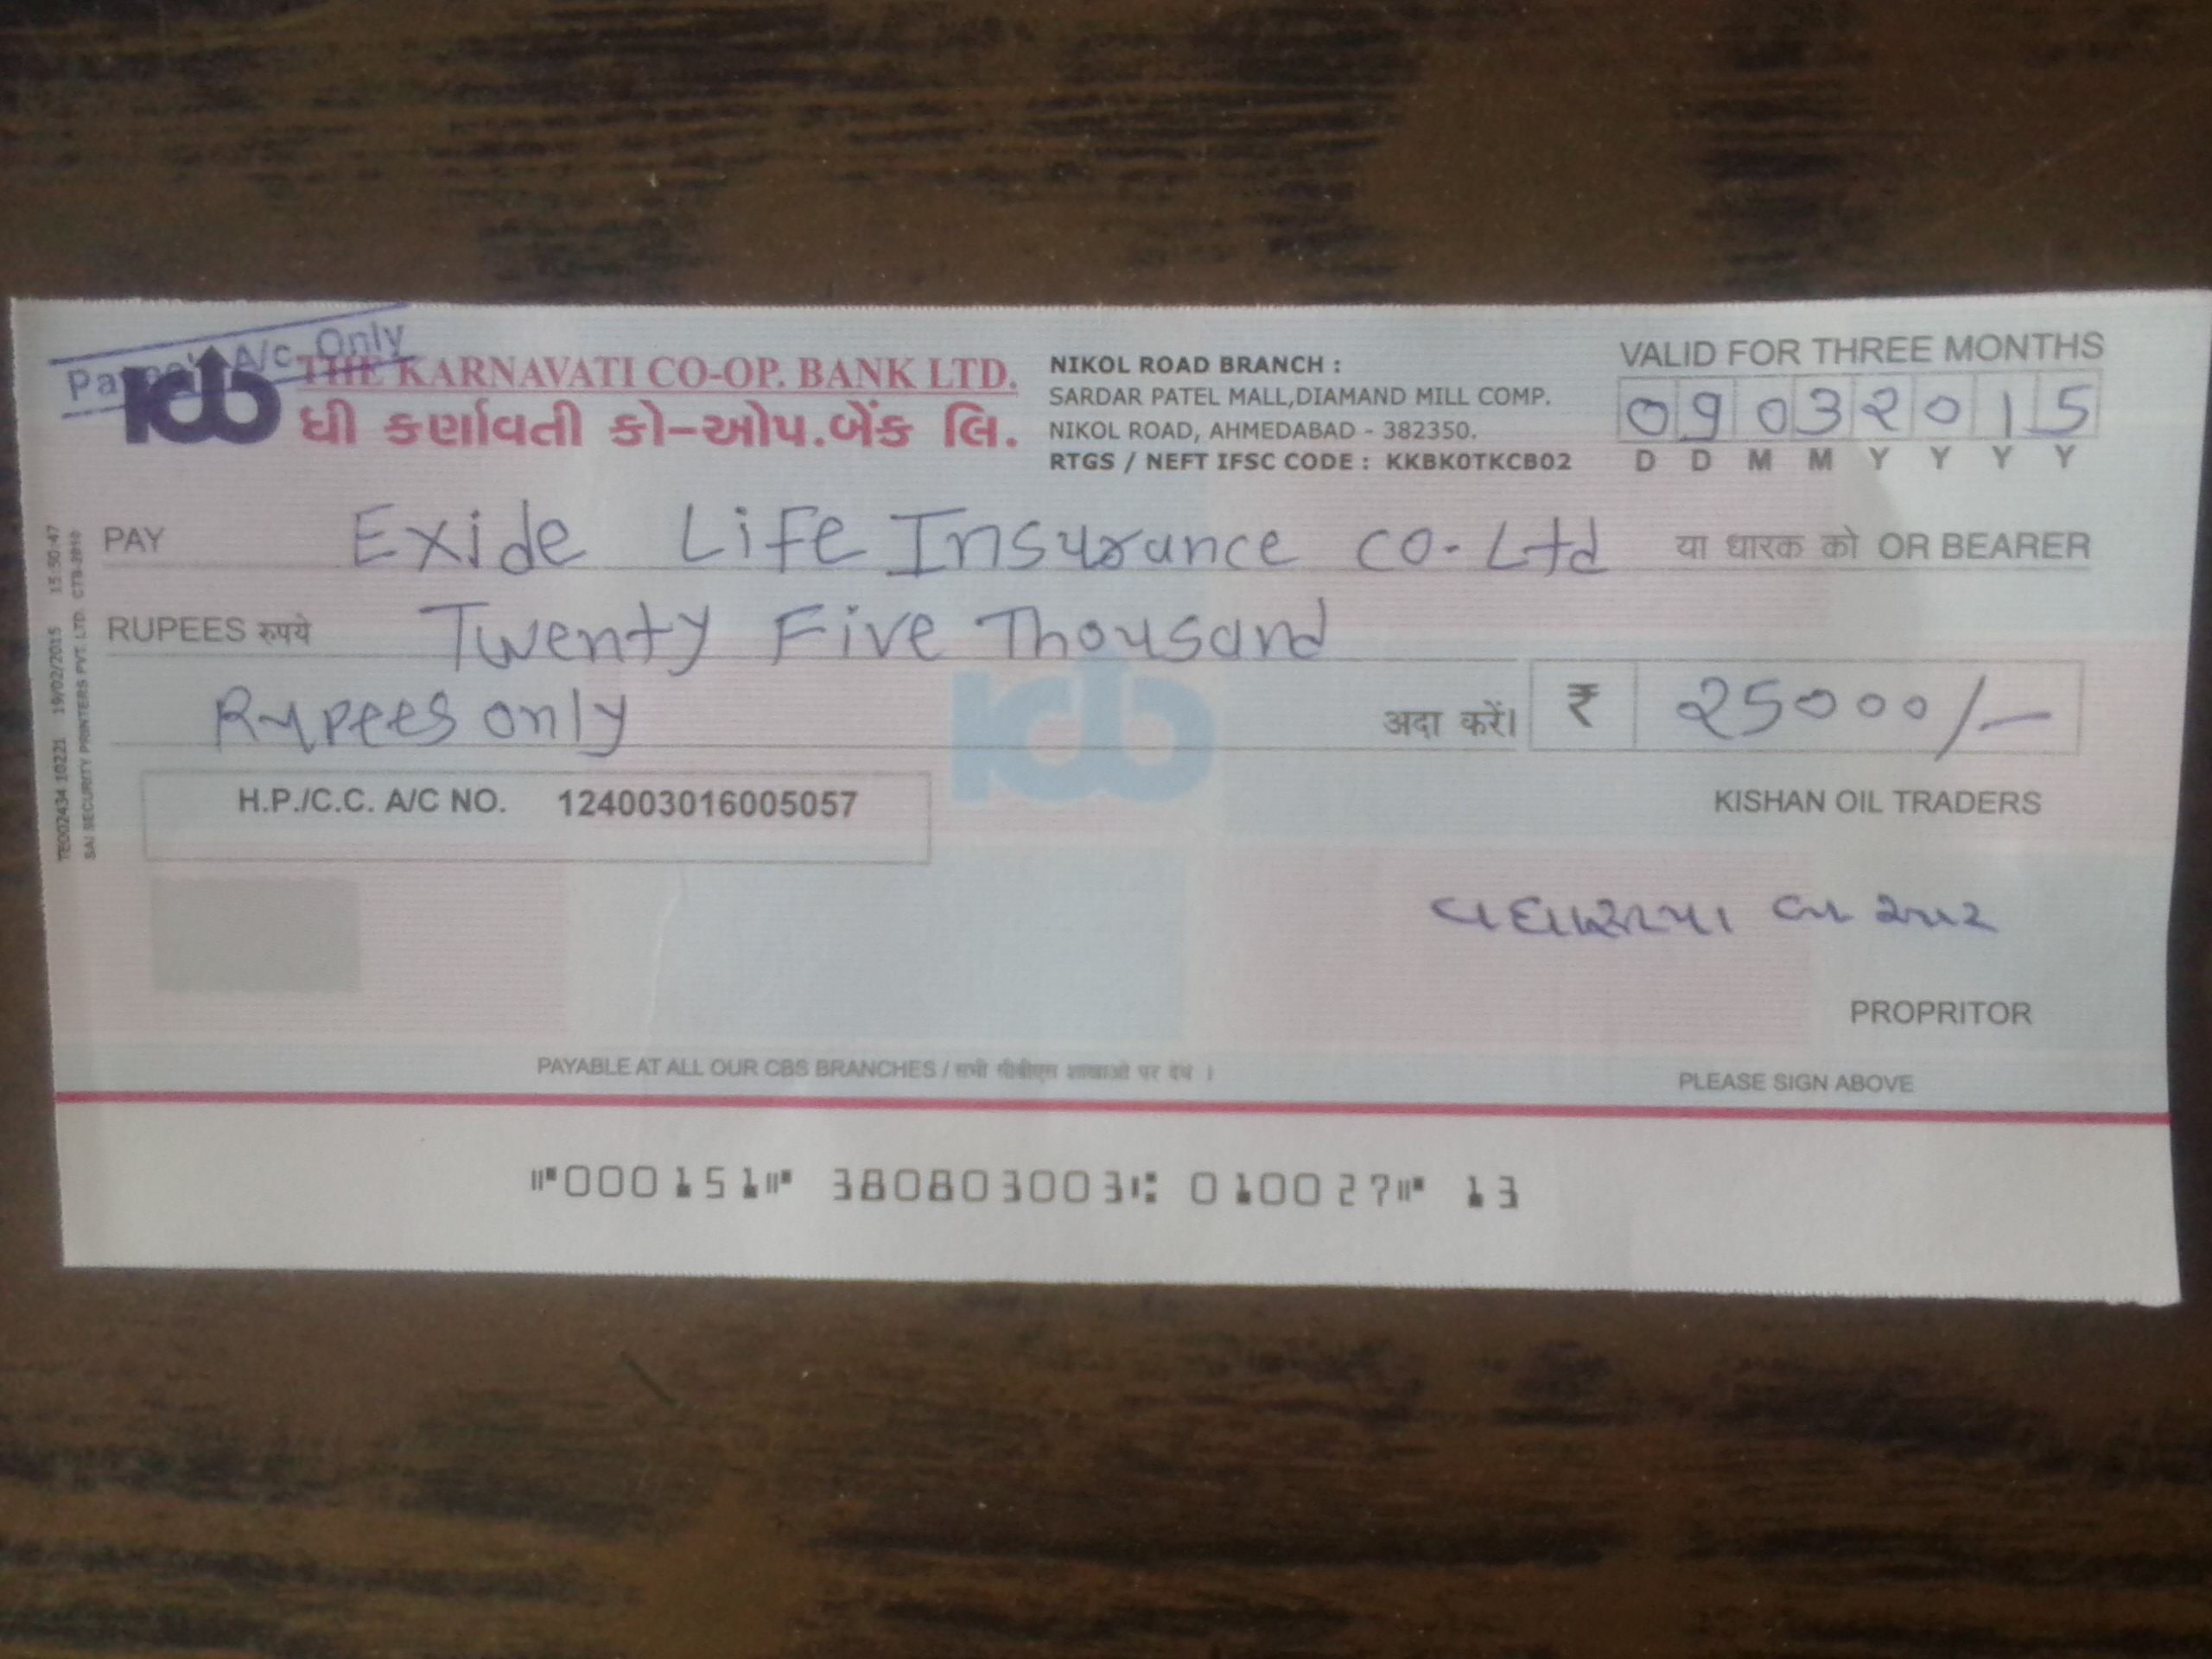 Payee's A/c. Only
THE KARNAVATI CO-OP. BANK LTD.
ધી કર્ણાવતી કો-ઓપ.બેંક લિ.
NIKOL ROAD BRANCH :
SARDAR PATEL MALL,DIAMAND MILL COMP.
NIKOL ROAD, AHMEDABAD - 382350.
RTGS / NEFT IFSC CODE : KKBK0TKCB02
VALID FOR THREE MONTHS
09032015
D D M M Y Y Y Y
PAY Exide Life Insurance co. Ltd या धारक को OR BEARER
RUPEES रुपये Twenty Five Thousand
Rupees only अदा करें। ₹ 25000/-
H.P./C.C. A/C NO. 124003016005057
KISHAN OIL TRADERS
PROPRITOR
PAYABLE AT ALL OUR CBS BRANCHES / सभी सीबीएस शाखाओ पर देय ।
PLEASE SIGN ABOVE
⑈000151⑈ 380803003⑆ 010027⑈ 13
TE002434 10221 19/02/2015 15:50:47
SAI SECURITY PRINTERS PVT. LTD. CTS-2010